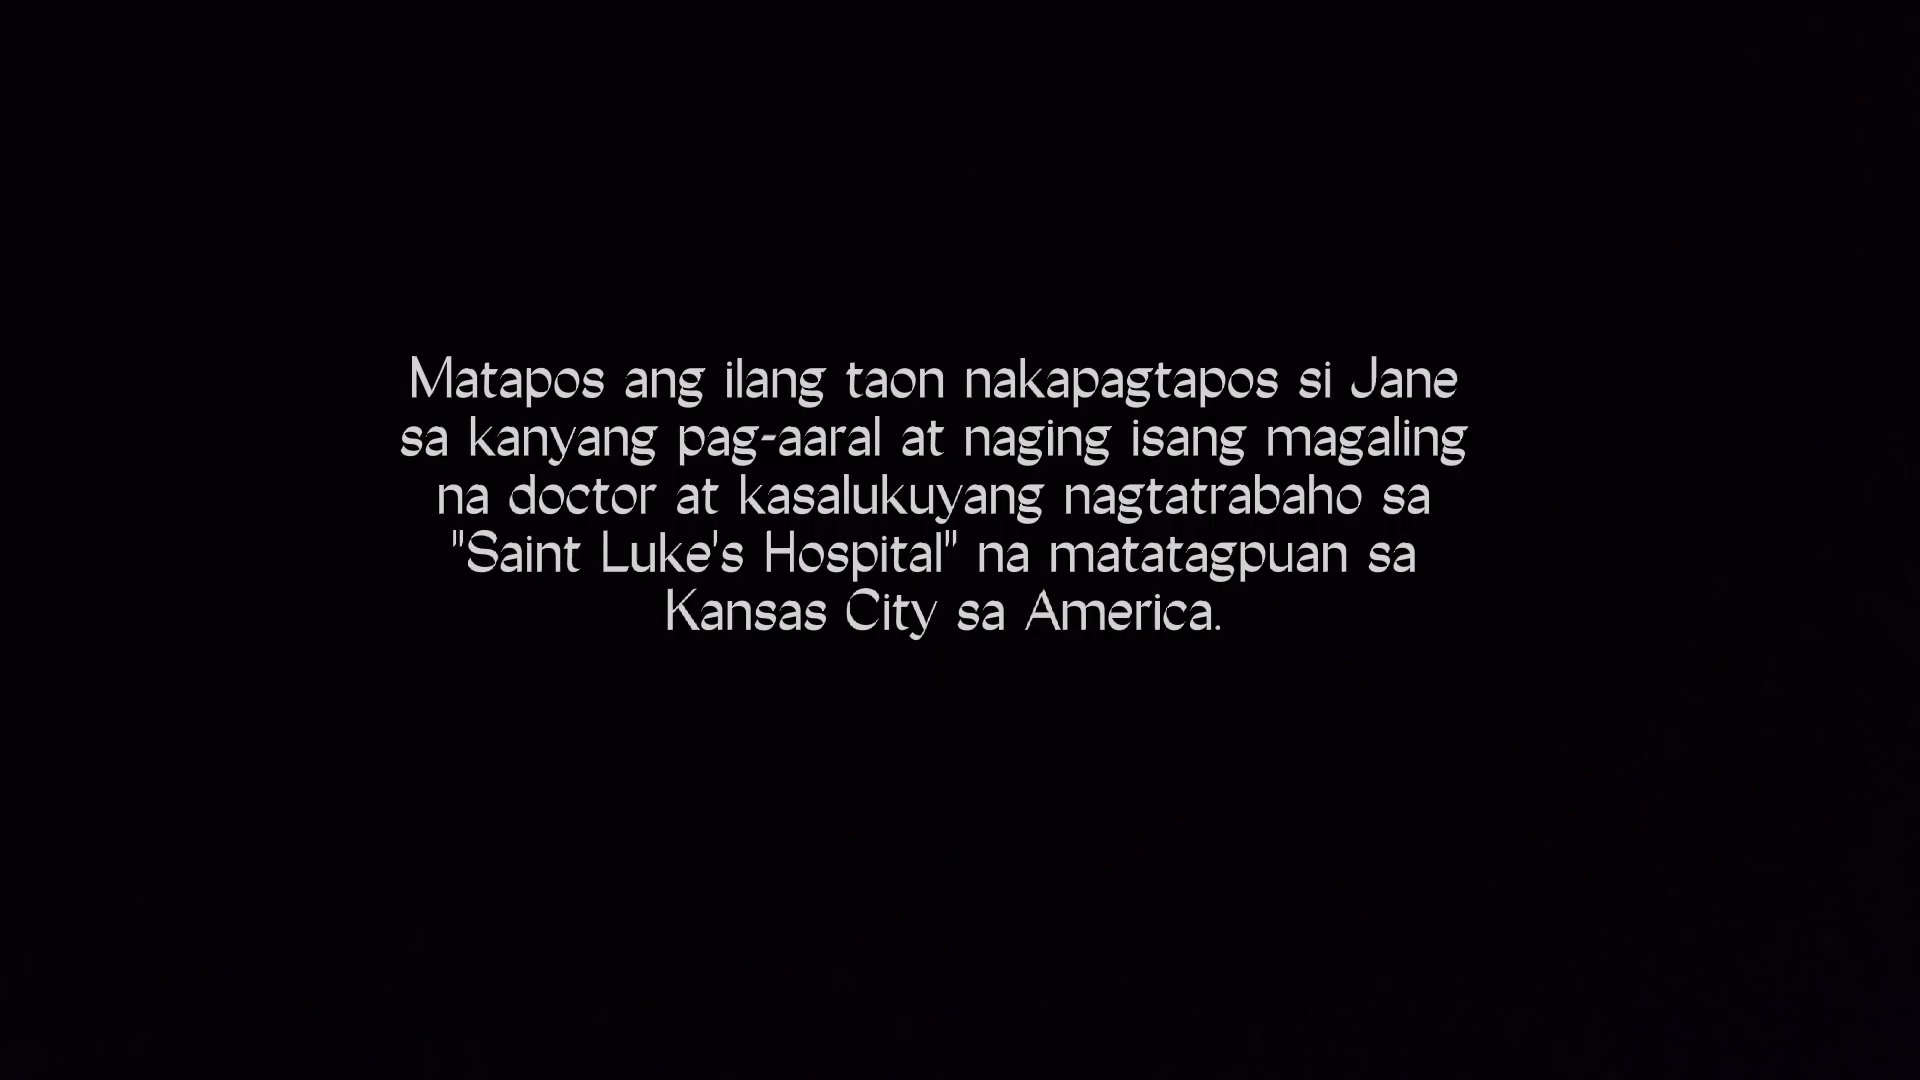 Matapos ang ilang taon nakapagtapos si Jane
sa kanyang pag-aaral at naging isang magaling
na doctor at kasalukuyang nagtatrabaho sa
"Saint Luke's Hospital" na matatagpuan sa
Kansas City sa America.